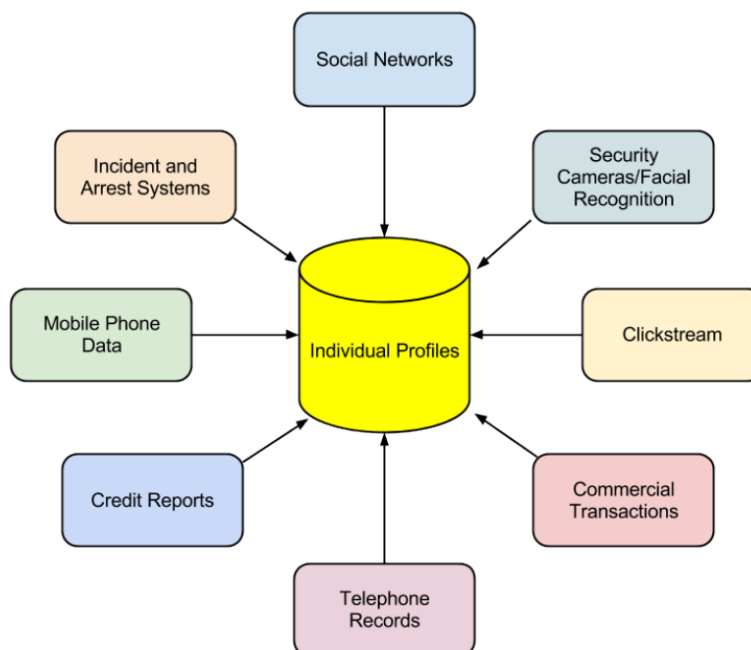 Social Networks
Incident and
Arrest Systems
Security
Cameras/Facial
Recognition
Mobile Phone
Data
Individual Profiles
Clickstream
Credit Reports
Commercial
Transactions
Telephone
Records